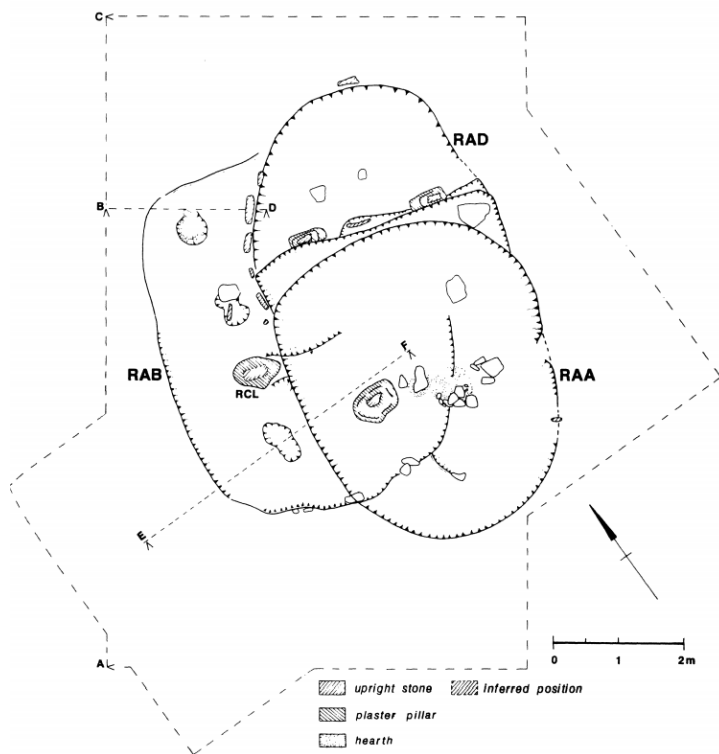 C
RAD
B
D
F
RAB
RCL
RAA
E
A
0 1 2m
upright stone inferred position
plaster pillar
hearth